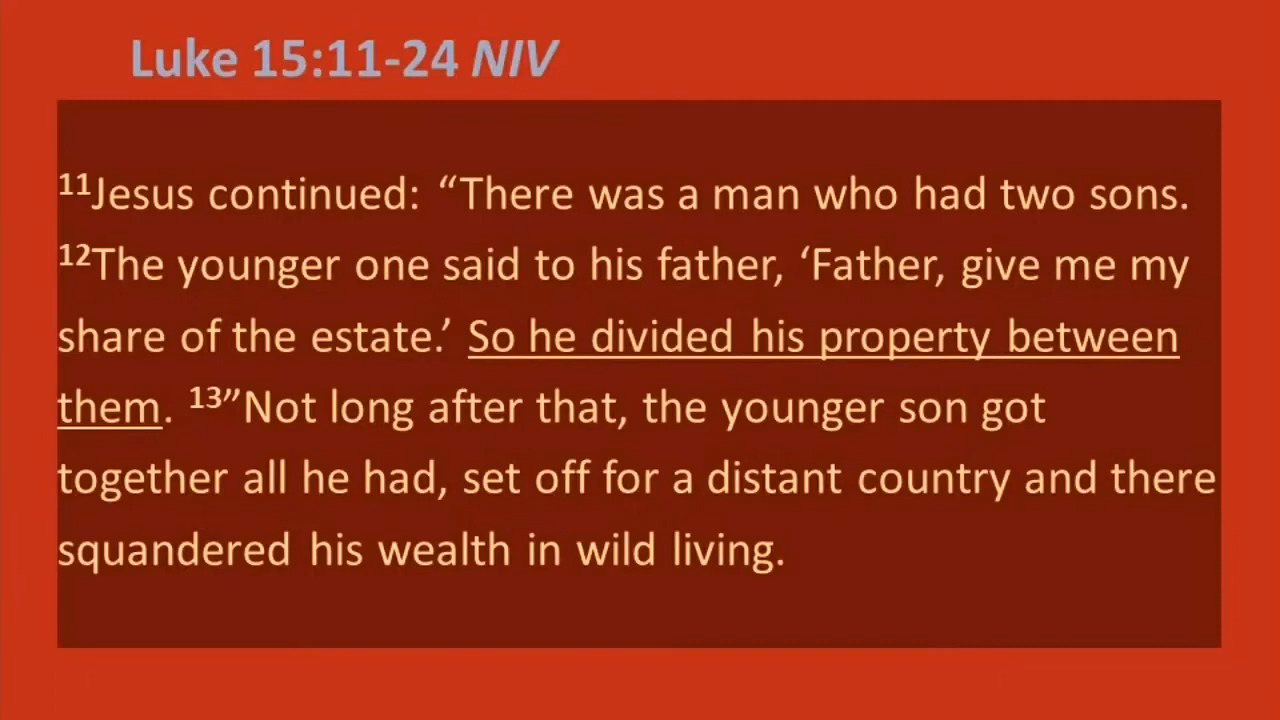 Luke 15:11-24 NIV
¹¹Jesus continued: “There was a man who had two sons.
¹²The younger one said to his father, ‘Father, give me my
share of the estate.’ So he divided his property between
them. ¹³”Not long after that, the younger son got
together all he had, set off for a distant country and there
squandered his wealth in wild living.